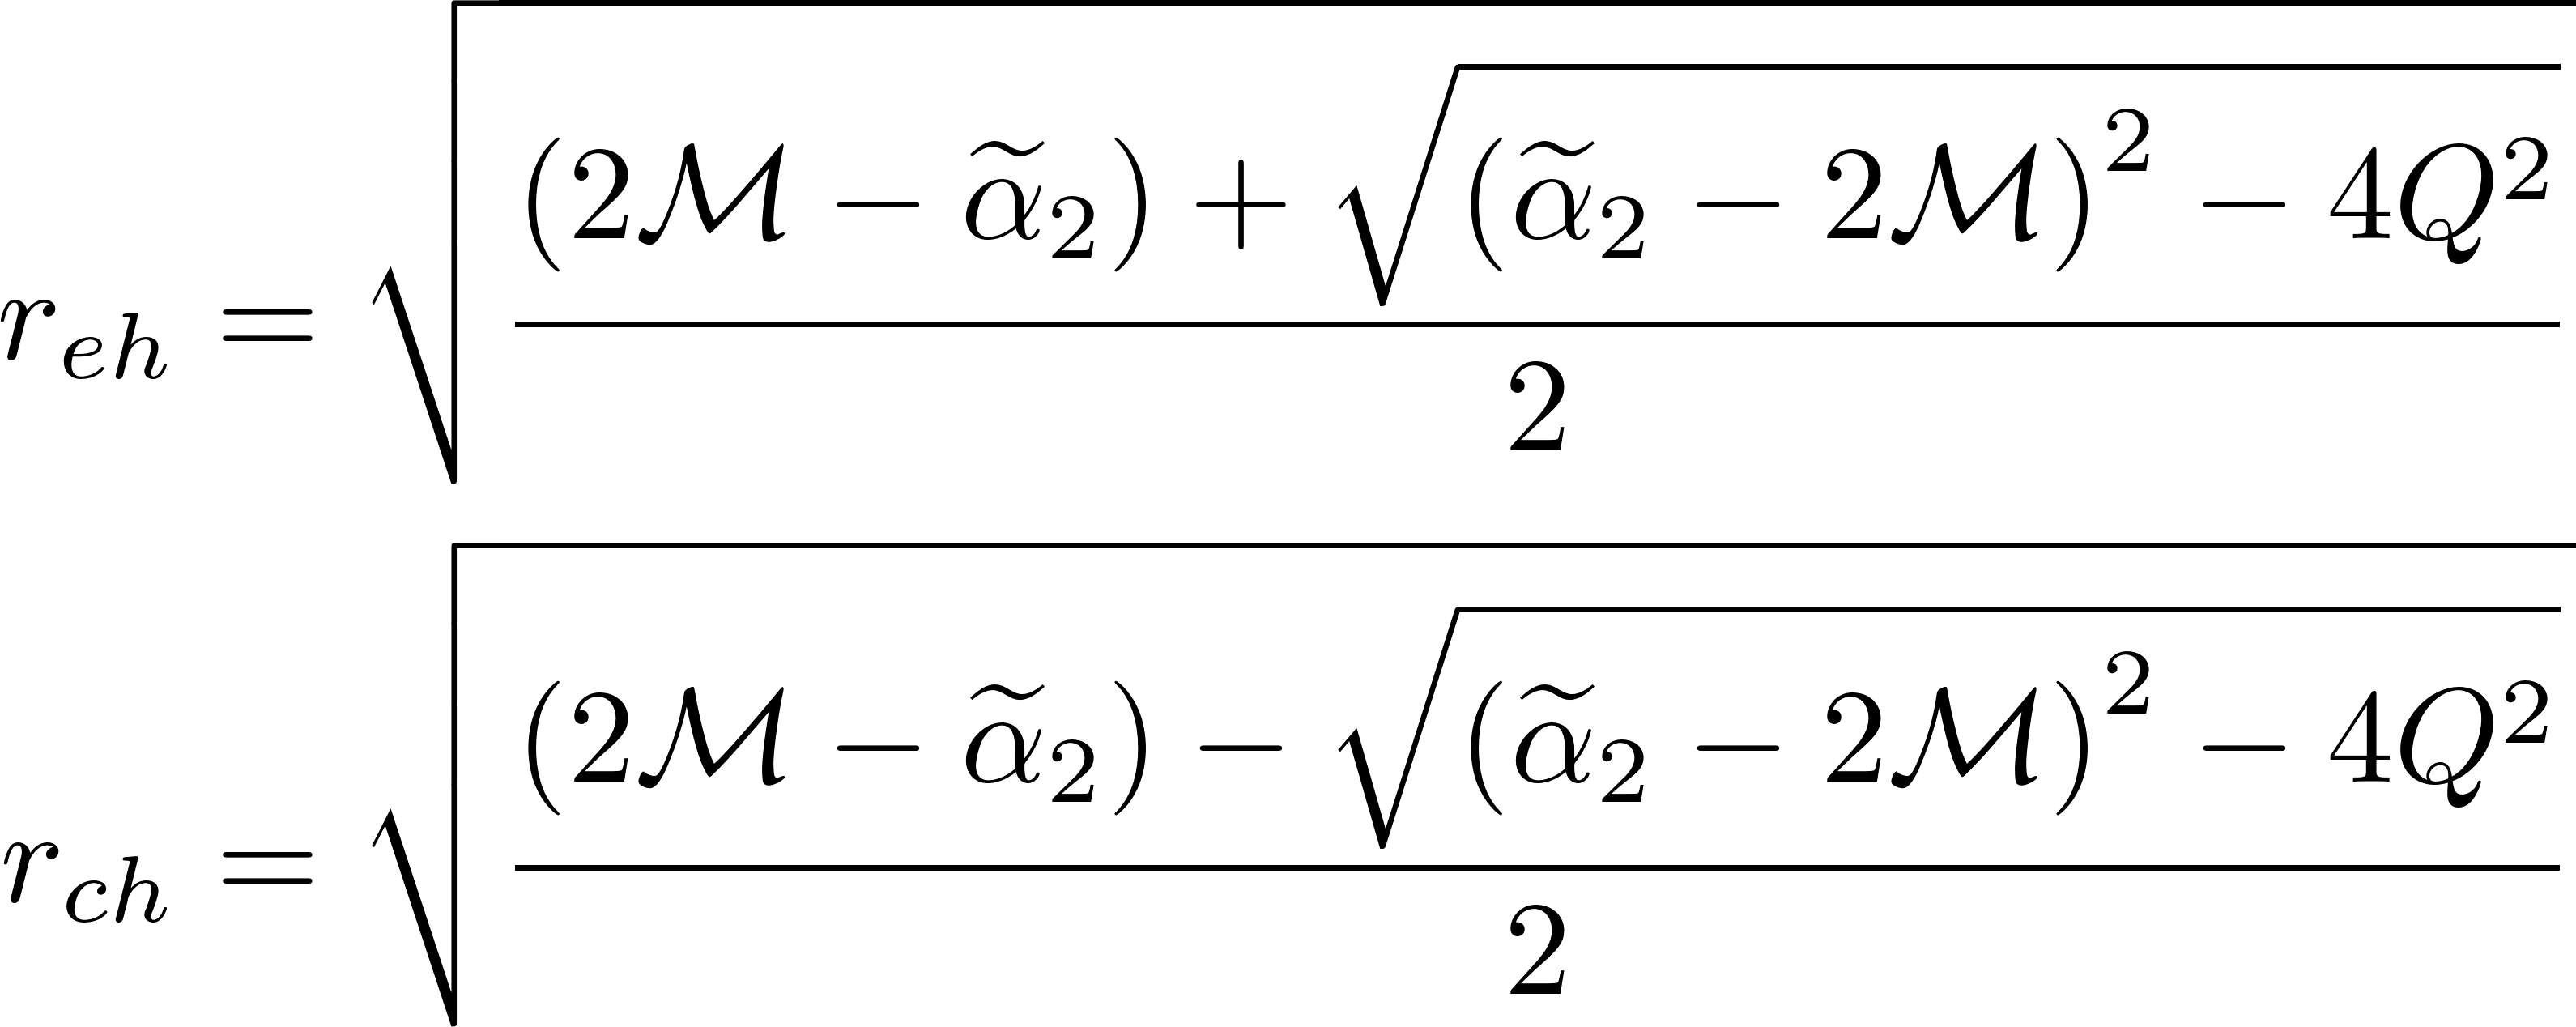 $r_{eh} = \sqrt{\frac{(2\mathcal{M} - \widetilde{\alpha}_2) + \sqrt{(\widetilde{\alpha}_2 - 2\mathcal{M})^2 - 4Q^2}}{2}}$
$r_{ch} = \sqrt{\frac{(2\mathcal{M} - \widetilde{\alpha}_2) - \sqrt{(\widetilde{\alpha}_2 - 2\mathcal{M})^2 - 4Q^2}}{2}}$